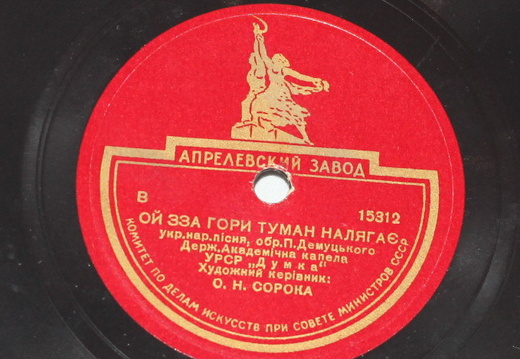 АПРЕЛЕВСКИЙ ЗАВОД
В 15312
ОЙ ЗЗА ГОРИ ТУМАН НАЛЯГАЄ
укр.нар.пісня, обр.П.Демуцького
Держ.Академічна капела
УРСР „Думка“
Художний керівник:
О. Н. СОРОКА
КОМИТЕТ ПО ДЕЛАМ ИСКУССТВ ПРИ СОВЕТЕ МИНИСТРОВ СССР